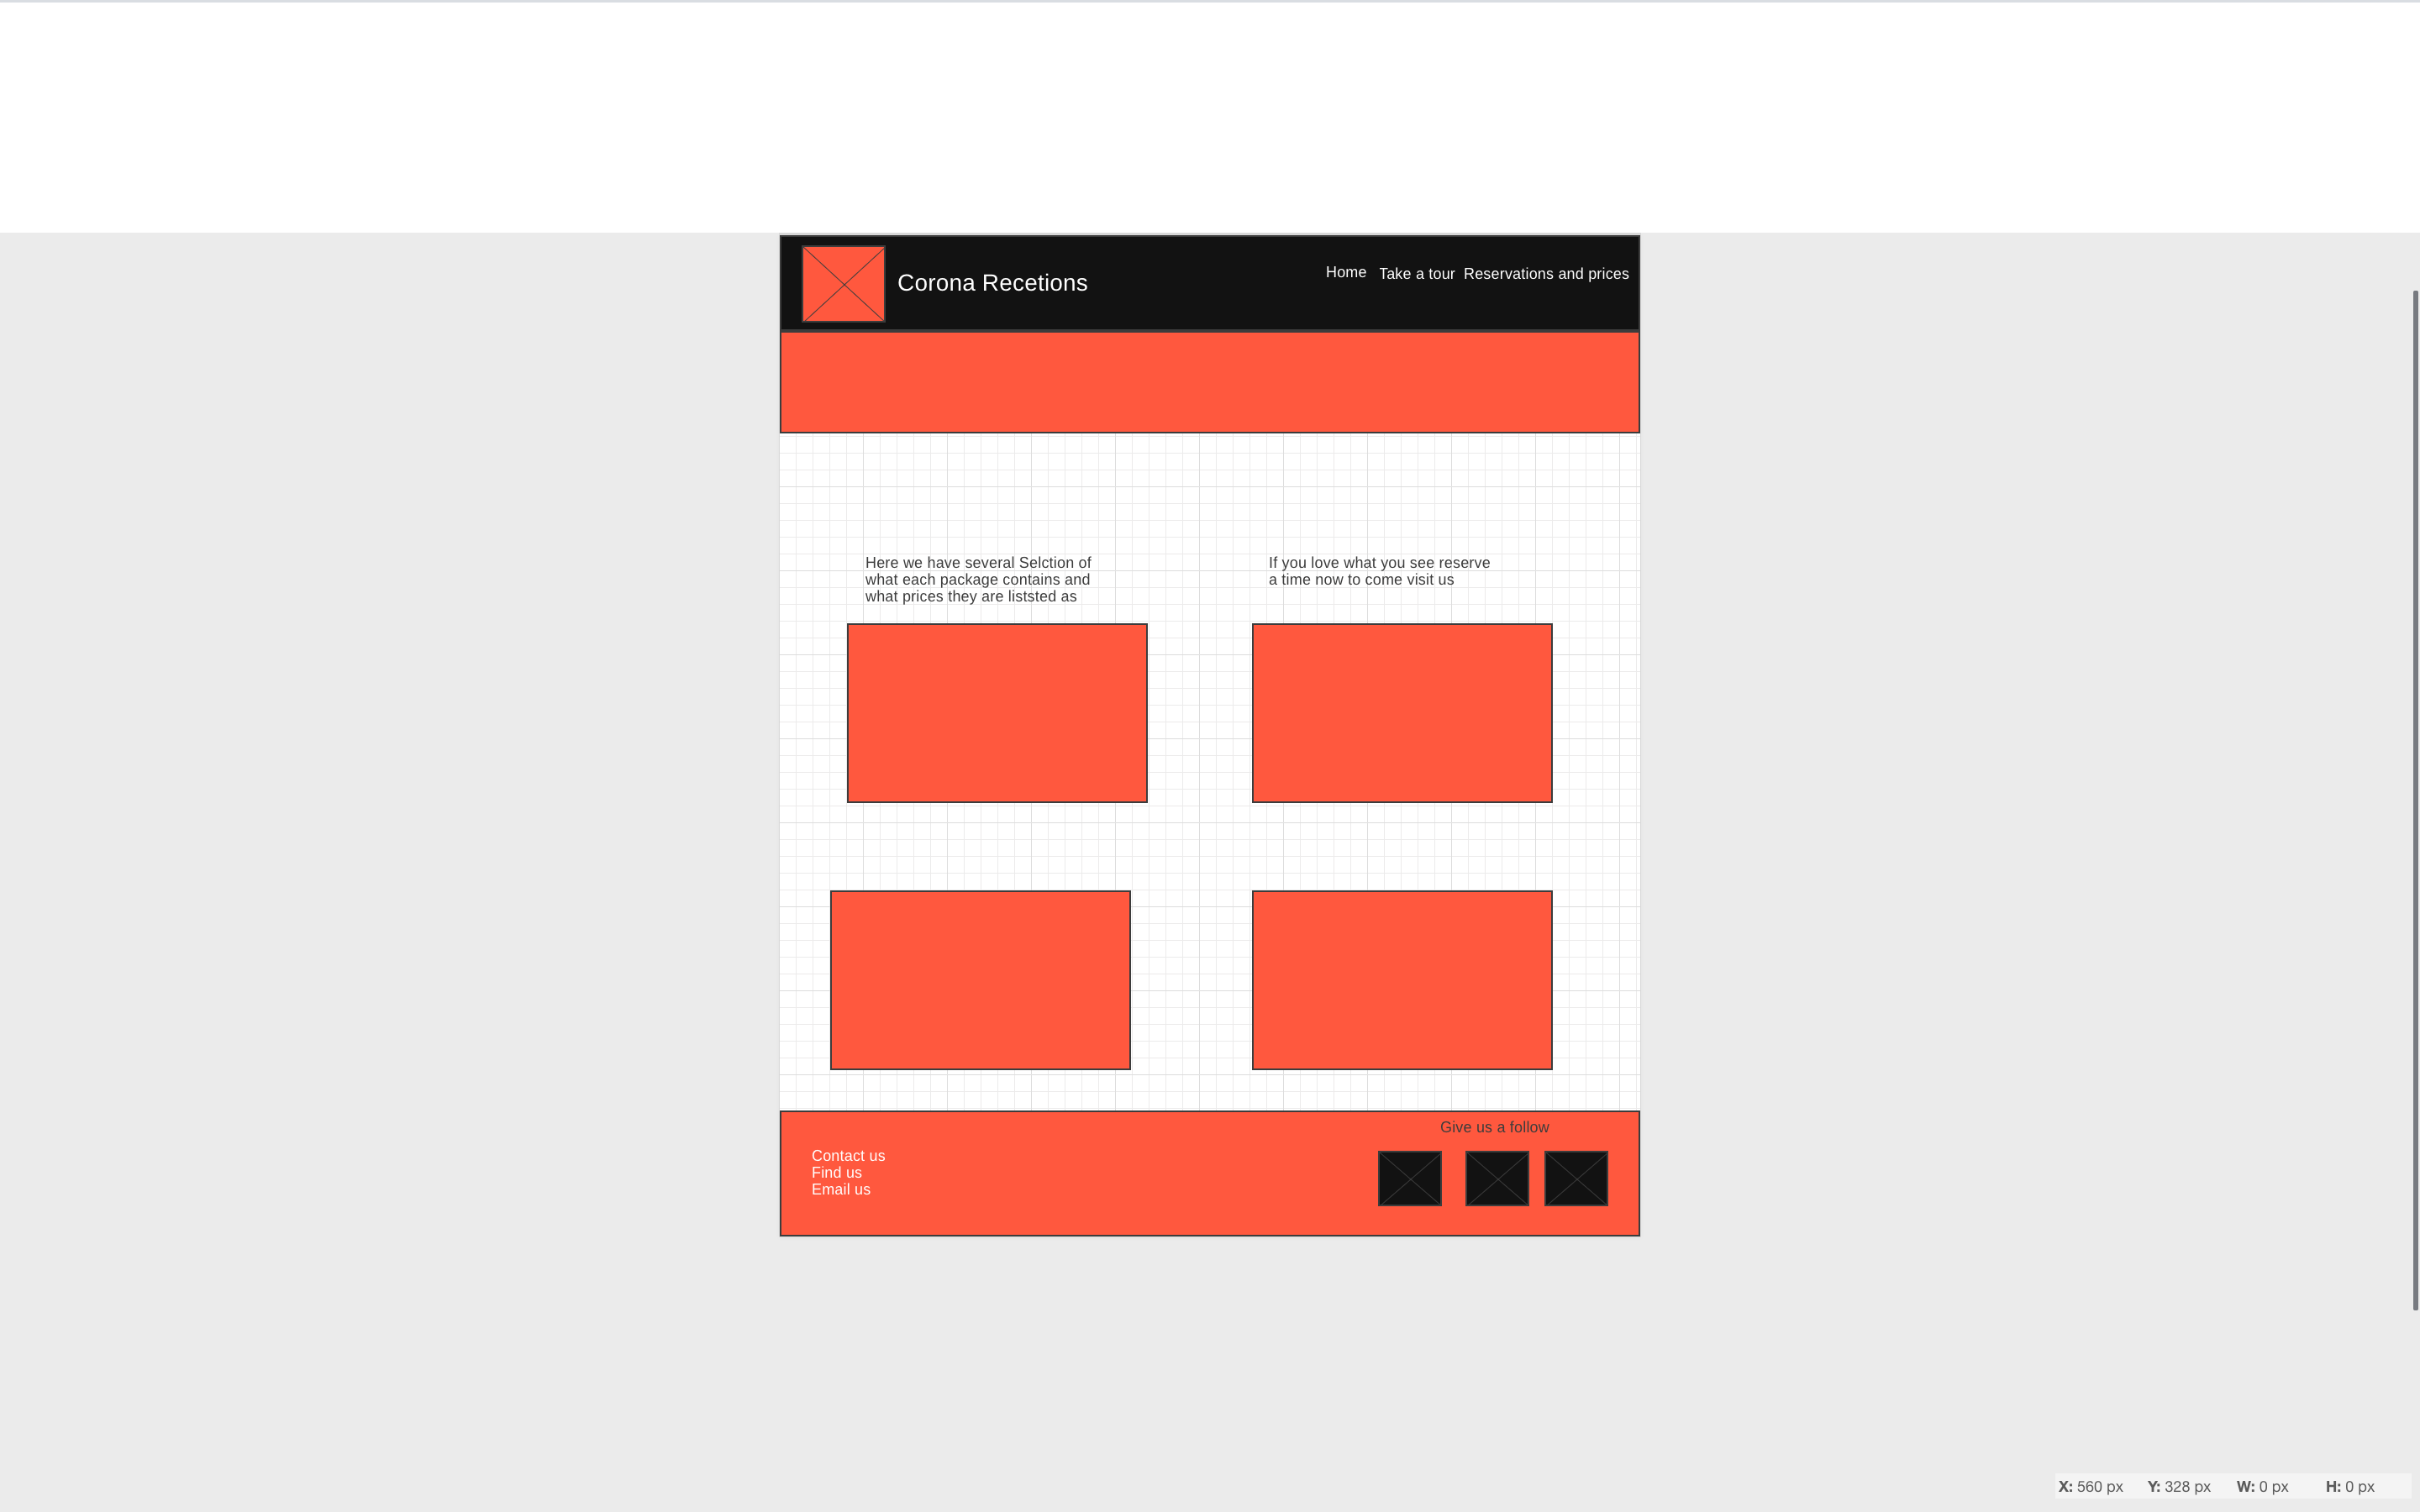 Corona Recetions
Home
Take a tour
Reservations and prices
Here we have several Selction of
what each package contains and
what prices they are liststed as
If you love what you see reserve
a time now to come visit us
Give us a follow
Contact us
Find us
Email us
X: 560 px Y: 328 px W: 0 px H: 0 px